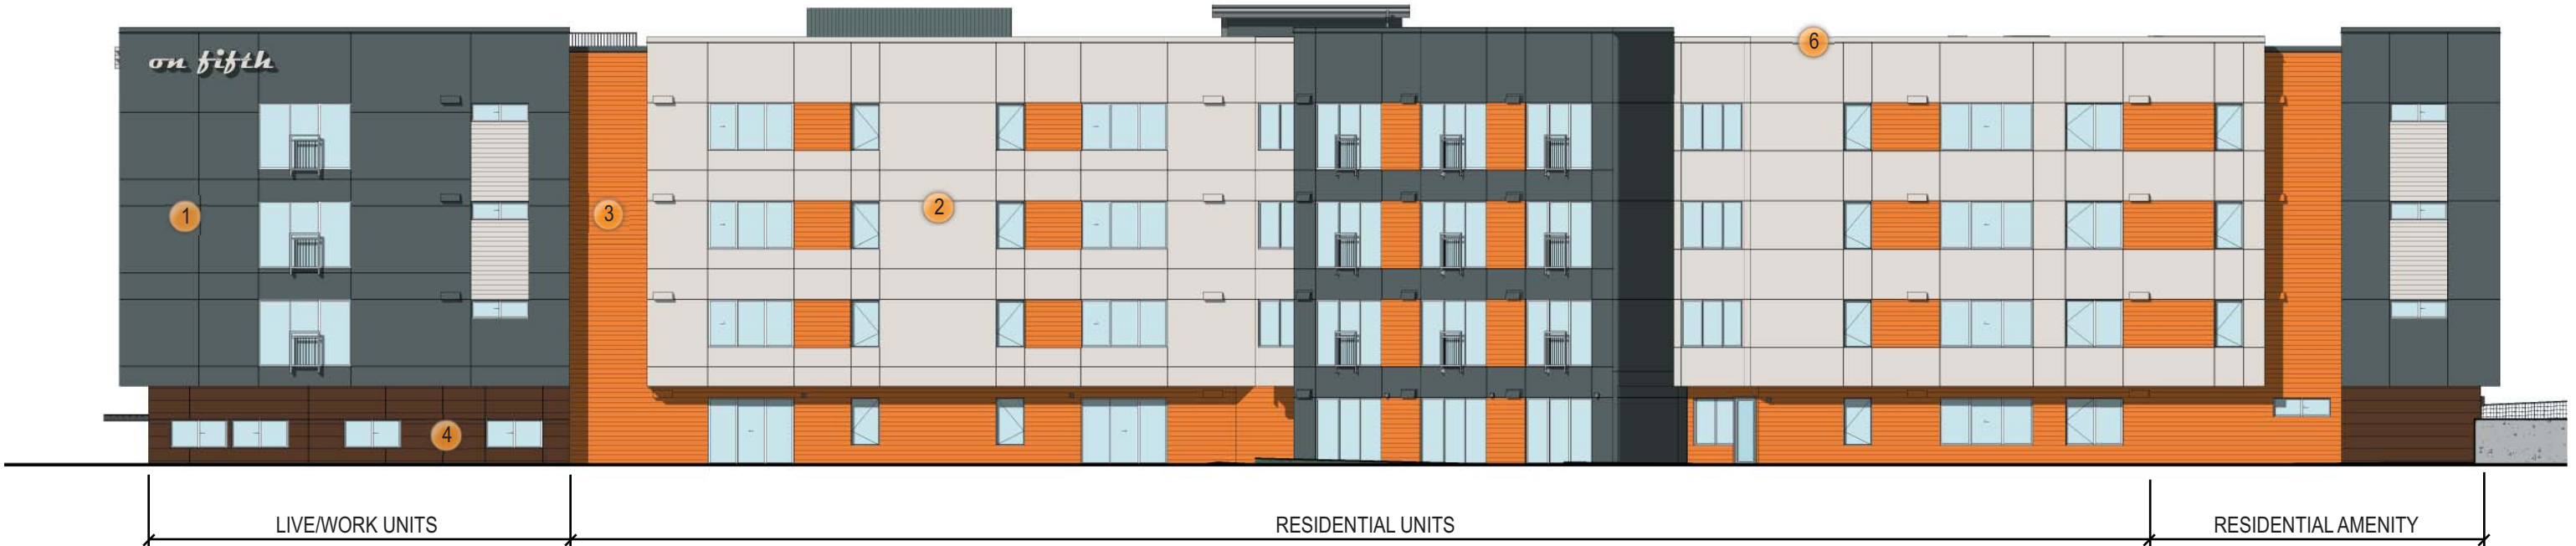 on fifth
6
1
3
2
4
LIVE/WORK UNITS
RESIDENTIAL UNITS
RESIDENTIAL AMENITY